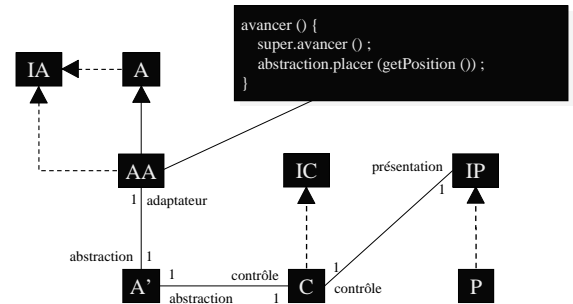 avancer () {
super.avancer () ;
abstraction.placer (getPosition ()) ;
}
IA
A
AA
IC
présentation
IP
1
adaptateur
1
1
abstraction
1
1
contrôle
A’
C
contrôle
P
abstraction
1